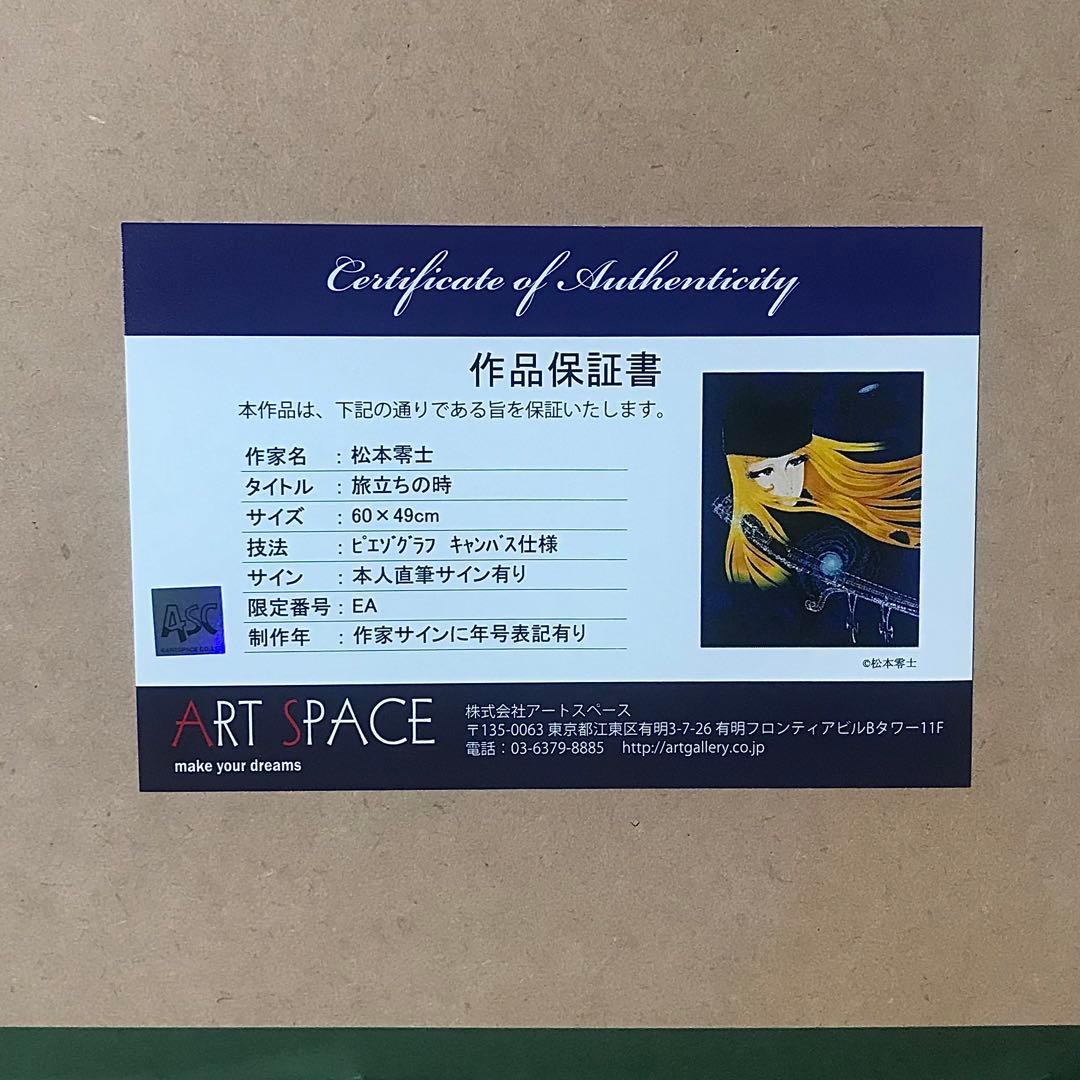 Certificate of Authenticity
作品保証書
本作品は、下記の通りである旨を保証いたします。
作家名 : 松本零士
タイトル : 旅立ちの時
サイズ : 60×49cm
技法 : ﾋﾟｴｿﾞｸﾞﾗﾌ ｷｬﾝﾊﾞｽ仕様
サイン : 本人直筆サイン有り
限定番号 : EA
制作年 : 作家サインに年号表記有り
ASC
©松本零士
ART SPACE
make your dreams
株式会社アートスペース
〒135-0063 東京都江東区有明3-7-26 有明フロンティアビルBタワー11F
電話：03-6379-8885 http://artgallery.co.jp